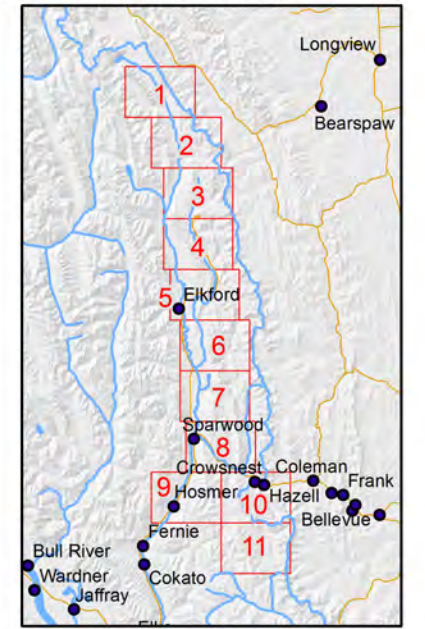 Longview
1
Bearspaw
2
3
4
5 Elkford
6
7
Sparwood
8
Crowsnest Coleman
9 Hosmer 10 Hazell Frank
Bellevue
Fernie
11
Bull River
Cokato
Wardner
Jaffray